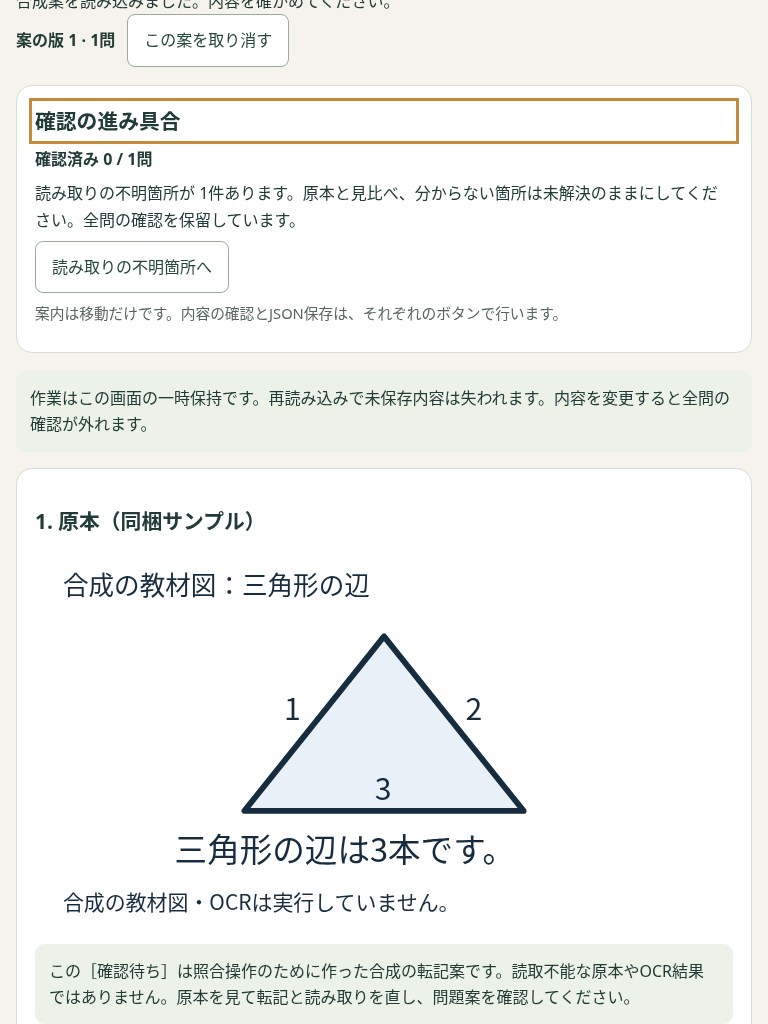 合成案を読み込みました。内容を確かめてください。
案の版 1 · 1問
この案を取り消す
確認の進み具合
確認済み 0 / 1問
読み取りの不明箇所が 1件あります。原本と見比べ、分からない箇所は未解決のままにしてくだ
さい。全問の確認を保留しています。
読み取りの不明箇所へ
案内は移動だけです。内容の確認とJSON保存は、それぞれのボタンで行います。
作業はこの画面の一時保持です。再読み込みで未保存内容は失われます。内容を変更すると全問の
確認が外れます。
1. 原本（同梱サンプル）
合成の教材図：三角形の辺
1
2
3
三角形の辺は3本です。
合成の教材図・OCRは実行していません。
この［確認待ち］は照合操作のために作った合成の転記案です。読取不能な原本やOCR結果
ではありません。原本を見て転記と読み取りを直し、問題案を確認してください。